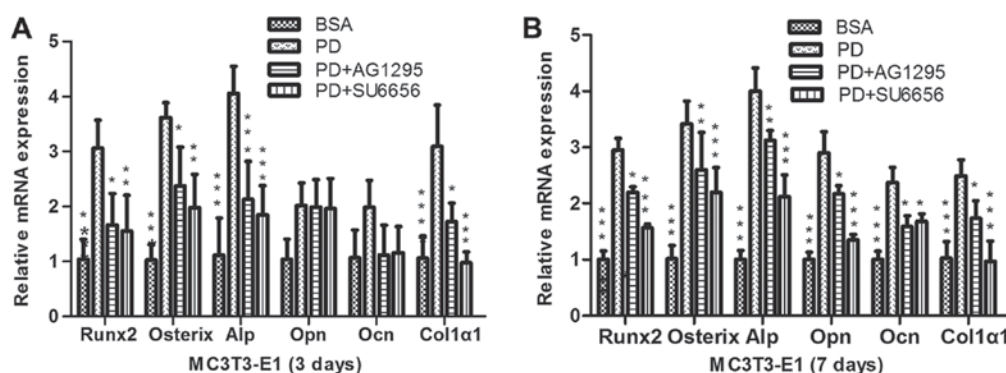 A
BSA
PD
PD+AG1295
PD+SU6656
Relative mRNA expression
5
4
3
2
1
0
* * *
* *
* *
* * *
* *
* * *
* * *
* * *
* * *
*
* * *
Runx2 Osterix Alp Opn Ocn Col1α1
MC3T3-E1 (3 days)
B
BSA
PD
PD+AG1295
PD+SU6656
Relative mRNA expression
5
4
3
2
1
0
* * *
* *
* * *
* * *
* *
* * *
* * *
* *
* * *
* * *
* *
* * *
* * *
*
*
* * *
*
* * *
Runx2 Osterix Alp Opn Ocn Col1α1
MC3T3-E1 (7 days)